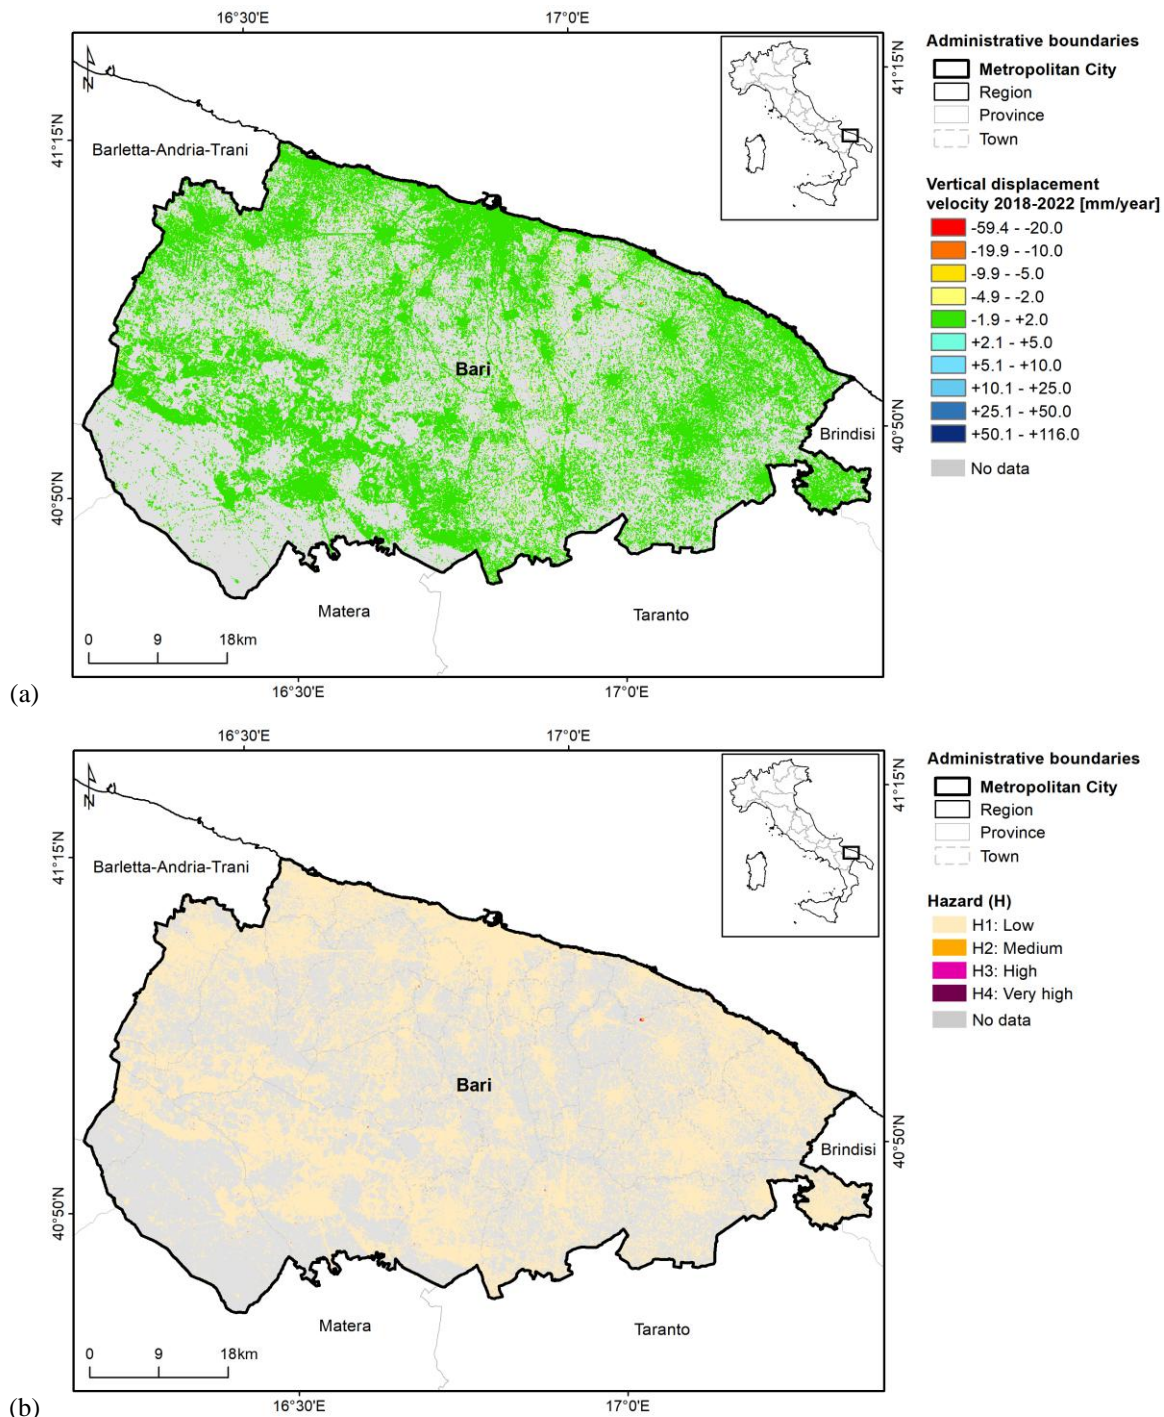 16°30'E
17°0'E
41°15'N
41°15'N
N
Barletta-Andria-Trani
Bari
Brindisi
40°50'N
40°50'N
Matera
Taranto
0 9 18km
16°30'E
17°0'E
(a)
Administrative boundaries
Metropolitan City
Region
Province
Town
Vertical displacement
velocity 2018-2022 [mm/year]
-59.4 - -20.0
-19.9 - -10.0
-9.9 - -5.0
-4.9 - -2.0
-1.9 - +2.0
+2.1 - +5.0
+5.1 - +10.0
+10.1 - +25.0
+25.1 - +50.0
+50.1 - +116.0
No data
16°30'E
17°0'E
41°15'N
41°15'N
N
Barletta-Andria-Trani
Bari
Brindisi
40°50'N
40°50'N
Matera
Taranto
0 9 18km
16°30'E
17°0'E
(b)
Administrative boundaries
Metropolitan City
Region
Province
Town
Hazard (H)
H1: Low
H2: Medium
H3: High
H4: Very high
No data